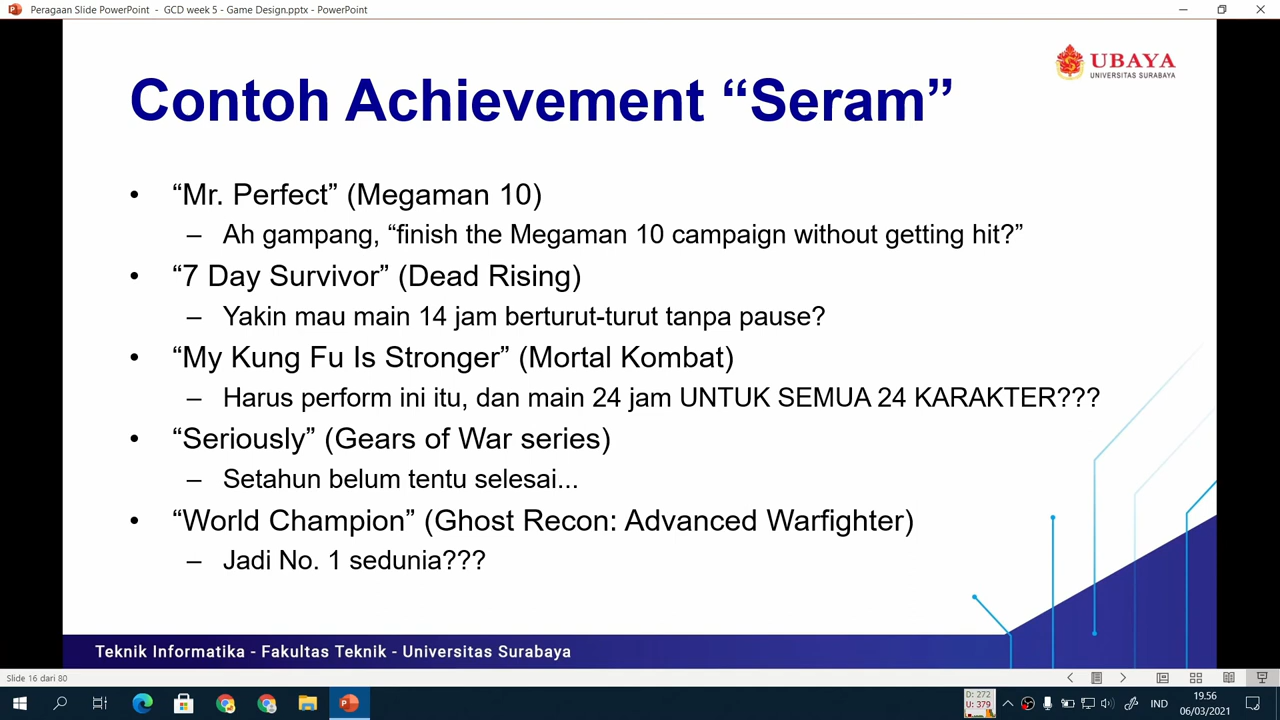 Peragaan Slide PowerPoint - GCD week 5 - Game Design.pptx - PowerPoint
UBAYA
UNIVERSITAS SURABAYA
Contoh Achievement “Seram”
• “Mr. Perfect” (Megaman 10)
– Ah gampang, “finish the Megaman 10 campaign without getting hit?”
• “7 Day Survivor” (Dead Rising)
– Yakin mau main 14 jam berturut-turut tanpa pause?
• “My Kung Fu Is Stronger” (Mortal Kombat)
– Harus perform ini itu, dan main 24 jam UNTUK SEMUA 24 KARAKTER???
• “Seriously” (Gears of War series)
– Setahun belum tentu selesai...
• “World Champion” (Ghost Recon: Advanced Warfighter)
– Jadi No. 1 sedunia???
Teknik Informatika - Fakultas Teknik - Universitas Surabaya
Slide 16 dari 80
D: 272
U: 379
IND
19.56
06/03/2021